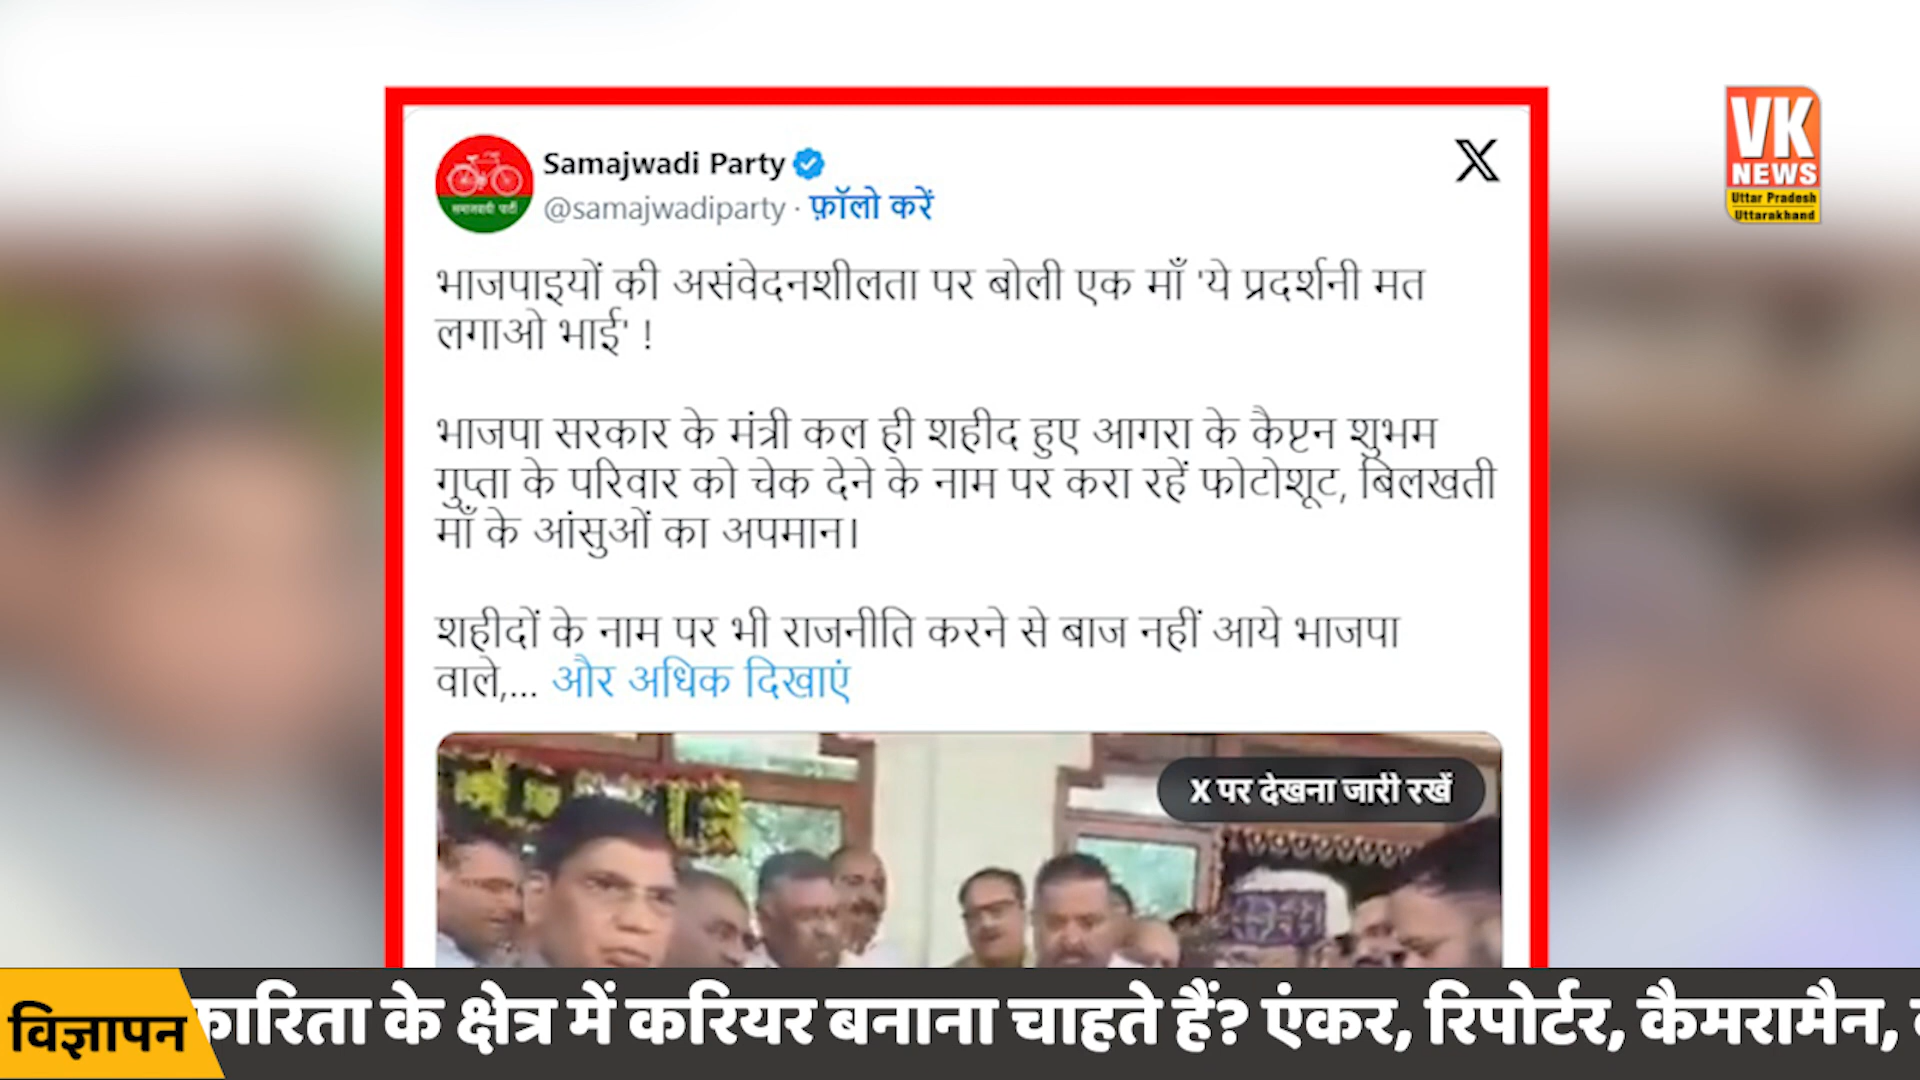 Samajwadi Party
@samajwadiparty · फ़ॉलो करें
X
समाजवादी पार्टी
भाजपाइयों की असंवेदनशीलता पर बोली एक माँ 'ये प्रदर्शनी मत
लगाओ भाई' !
भाजपा सरकार के मंत्री कल ही शहीद हुए आगरा के कैप्टन शुभम
गुप्ता के परिवार को चेक देने के नाम पर करा रहें फोटोशूट, बिलखती
माँ के आंसुओं का अपमान।
शहीदों के नाम पर भी राजनीति करने से बाज नहीं आये भाजपा
वाले,... और अधिक दिखाएं
X पर देखना जारी रखें
VK
NEWS
Uttar Pradesh
Uttarakhand
विज्ञापन
कारिता के क्षेत्र में करियर बनाना चाहते हैं? एंकर, रिपोर्टर, कैमरामैन,